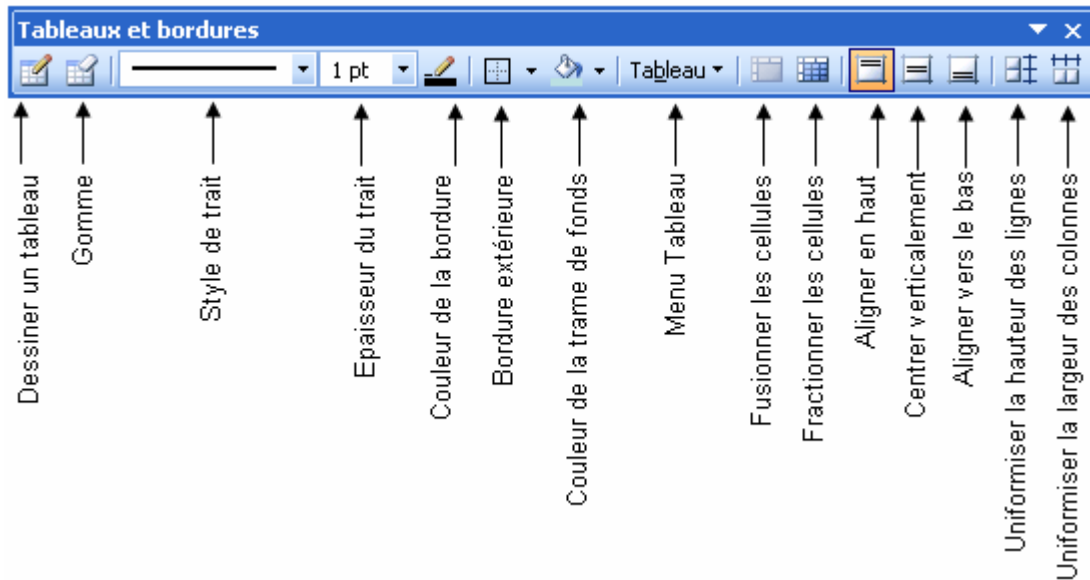 Tableaux et bordures
1 pt
Tableau
Dessiner un tableau
Gomme
Style de trait
Epaisseur du trait
Couleur de la bordure
Bordure extérieure
Couleur de la trame de fonds
Menu Tableau
Fusionner les cellules
Fractionner les cellules
Aligner en haut
Centrer verticalement
Aligner vers le bas
Uniformiser la hauteur des lignes
Uniformiser la largeur des colonnes